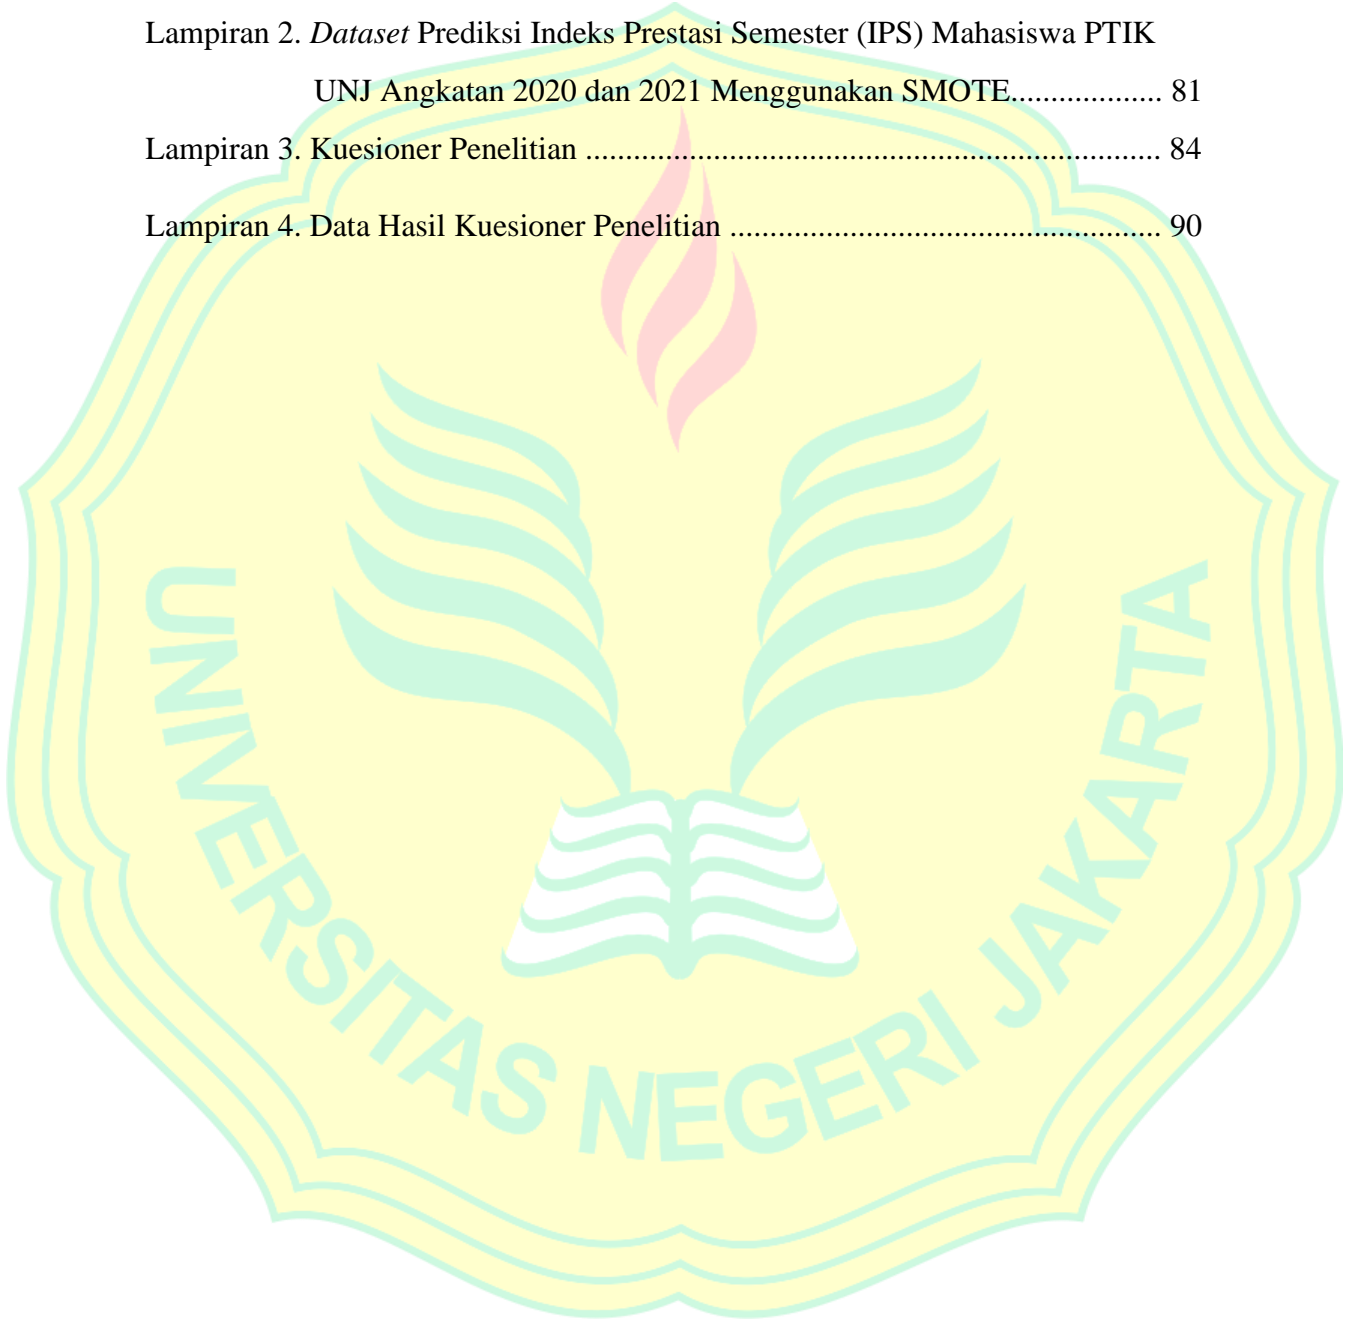 Lampiran 2. Dataset Prediksi Indeks Prestasi Semester (IPS) Mahasiswa PTIK
UNJ Angkatan 2020 dan 2021 Menggunakan SMOTE................... 81
Lampiran 3. Kuesioner Penelitian ........................................................................ 84
Lampiran 4. Data Hasil Kuesioner Penelitian ...................................................... 90
UNIVERSITAS NEGERI JAKARTA